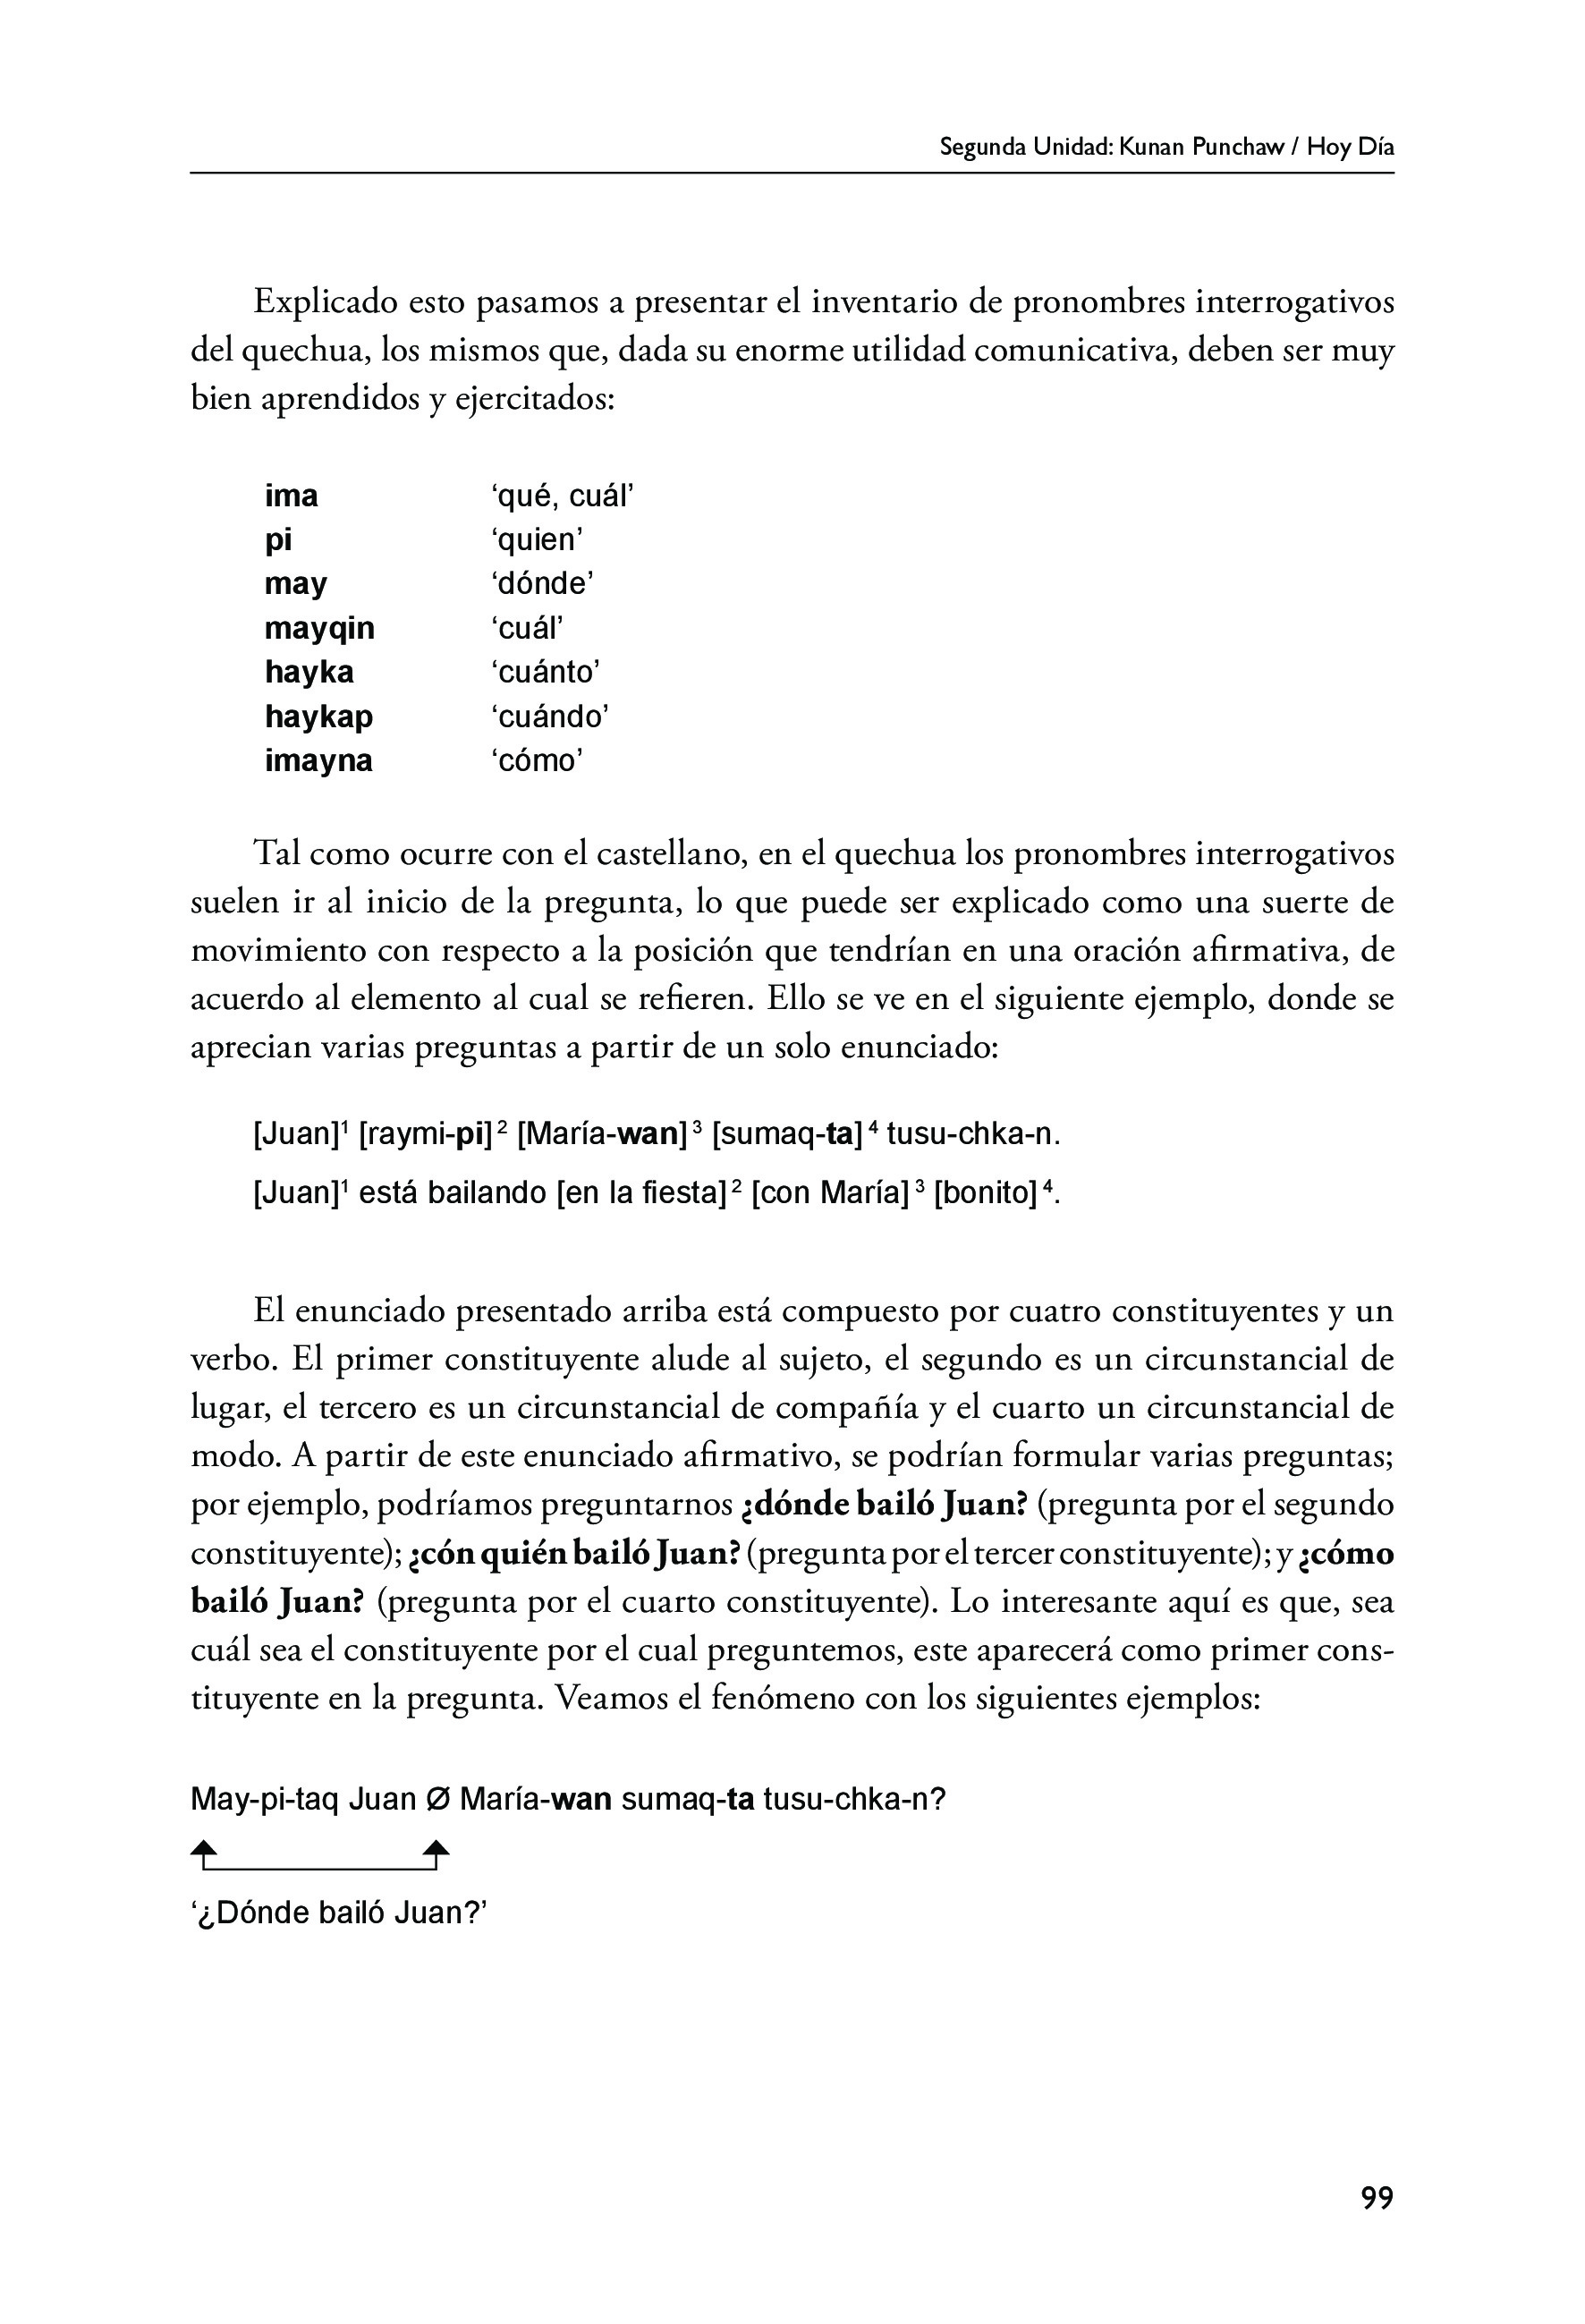 Segunda Unidad: Kunan Punchaw / Hoy Día
Explicado esto pasamos a presentar el inventario de pronombres interrogativos
del quechua, los mismos que, dada su enorme utilidad comunicativa, deben ser muy
bien aprendidos y ejercitados:
ima ‘qué, cuál’
pi ‘quien’
may ‘dónde’
mayqin ‘cuál’
hayka ‘cuánto’
haykap ‘cuándo’
imayna ‘cómo’
Tal como ocurre con el castellano, en el quechua los pronombres interrogativos
suelen ir al inicio de la pregunta, lo que puede ser explicado como una suerte de
movimiento con respecto a la posición que tendrían en una oración afirmativa, de
acuerdo al elemento al cual se refieren. Ello se ve en el siguiente ejemplo, donde se
aprecian varias preguntas a partir de un solo enunciado:
[Juan]¹ [raymi-pi]² [María-wan]³ [sumaq-ta]⁴ tusu-chka-n.
[Juan]¹ está bailando [en la fiesta]² [con María]³ [bonito]⁴.
El enunciado presentado arriba está compuesto por cuatro constituyentes y un
verbo. El primer constituyente alude al sujeto, el segundo es un circunstancial de
lugar, el tercero es un circunstancial de compañía y el cuarto un circunstancial de
modo. A partir de este enunciado afirmativo, se podrían formular varias preguntas;
por ejemplo, podríamos preguntarnos ¿dónde bailó Juan? (pregunta por el segundo
constituyente); ¿cón quién bailó Juan? (pregunta por el tercer constituyente); y ¿cómo
bailó Juan? (pregunta por el cuarto constituyente). Lo interesante aquí es que, sea
cuál sea el constituyente por el cual preguntemos, este aparecerá como primer cons-
tituyente en la pregunta. Veamos el fenómeno con los siguientes ejemplos:
May-pi-taq Juan Ø María-wan sumaq-ta tusu-chka-n?
‘¿Dónde bailó Juan?’
99